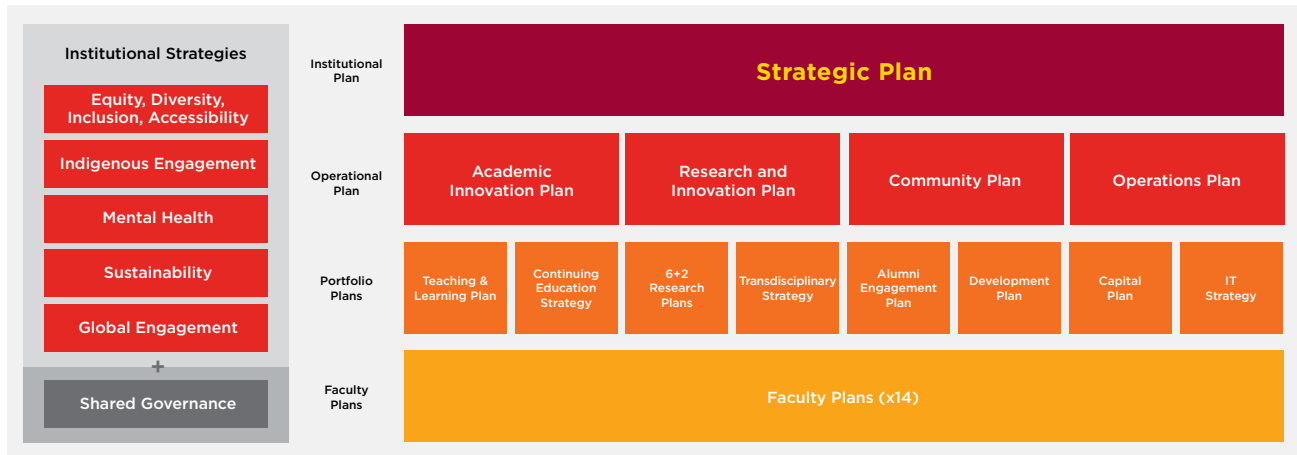 Institutional Strategies
Equity, Diversity,
Inclusion, Accessibility
Indigenous Engagement
Mental Health
Sustainability
Global Engagement
+
Shared Governance
Institutional
Plan
Strategic Plan
Operational
Plan
Academic
Innovation Plan
Research and
Innovation Plan
Community Plan
Operations Plan
Portfolio
Plans
Teaching &
Learning Plan
Continuing
Education
Strategy
6+2
Research
Plans
Transdisciplinary
Strategy
Alumni
Engagement
Plan
Development
Plan
Capital
Plan
IT
Strategy
Faculty
Plans
Faculty Plans (x14)